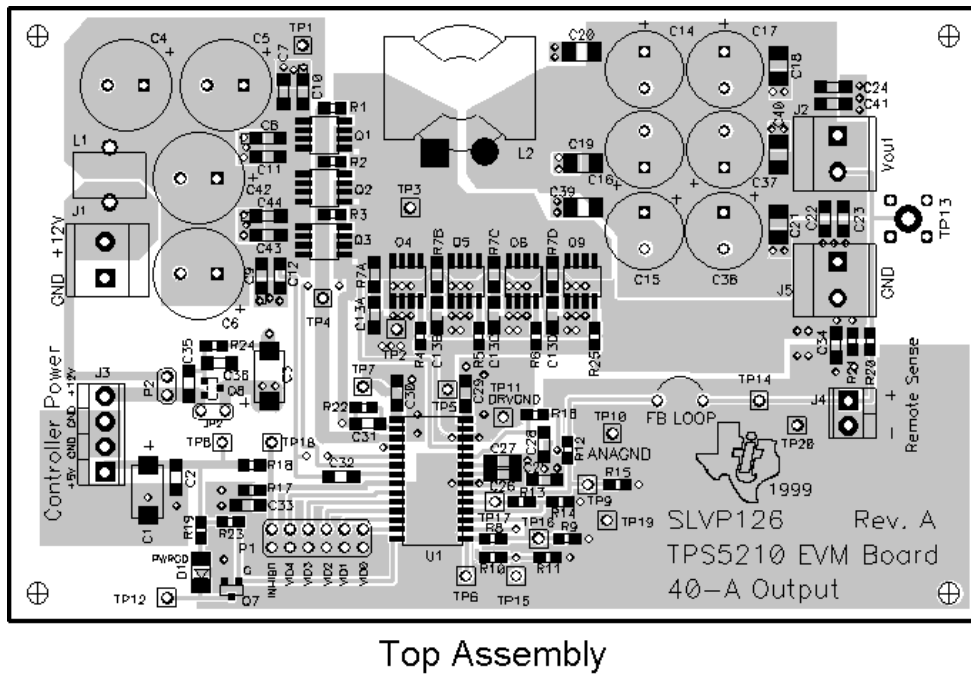 TP1
C4
C5
C7
C10
C20
C14
C17
C18
C24
C41
R1
Q1
C8
C11
L1
L2
C40
J2
Vout
R2
C19
C16
C37
C42
Q2
TP3
C39
C44
R3
J1
+12V
GND
C43
Q3
Q4
R7B
Q5
R7C
Q6
R7D
Q9
C21
C22
C23
TP13
C9
C12
R7A
C15
C38
J5
GND
TP4
C13A
C6
TP2
R4
C13B
R5
C13C
R6
C13D
R25
C34
R21
R20
C35
R24
C36
C3
Controller Power
J3
+12V
GND
GND
+5V
P2
Q8
JP2
TP7
C30
TP5
C29
TP11
DRVGND
FB LOOP
TP14
J4
+
−
Remote Sense
R22
C31
R16
TP10
TP20
TP8
TP18
C28
R12
ANAGND
C1
C2
R18
C32
C27
C26
R15
R17
R13
TP9
1999
C33
TP17
R14
R19
R23
P1
TP16
TP19
SLVP126 Rev. A
R8
R9
PWRGD
D1
U1
R10
R11
TPS5210 EVM Board
INHIBIT
VID4
VID3
VID2
VID1
VID0
TP12
Q7
TP6
TP15
40-A Output
Top Assembly